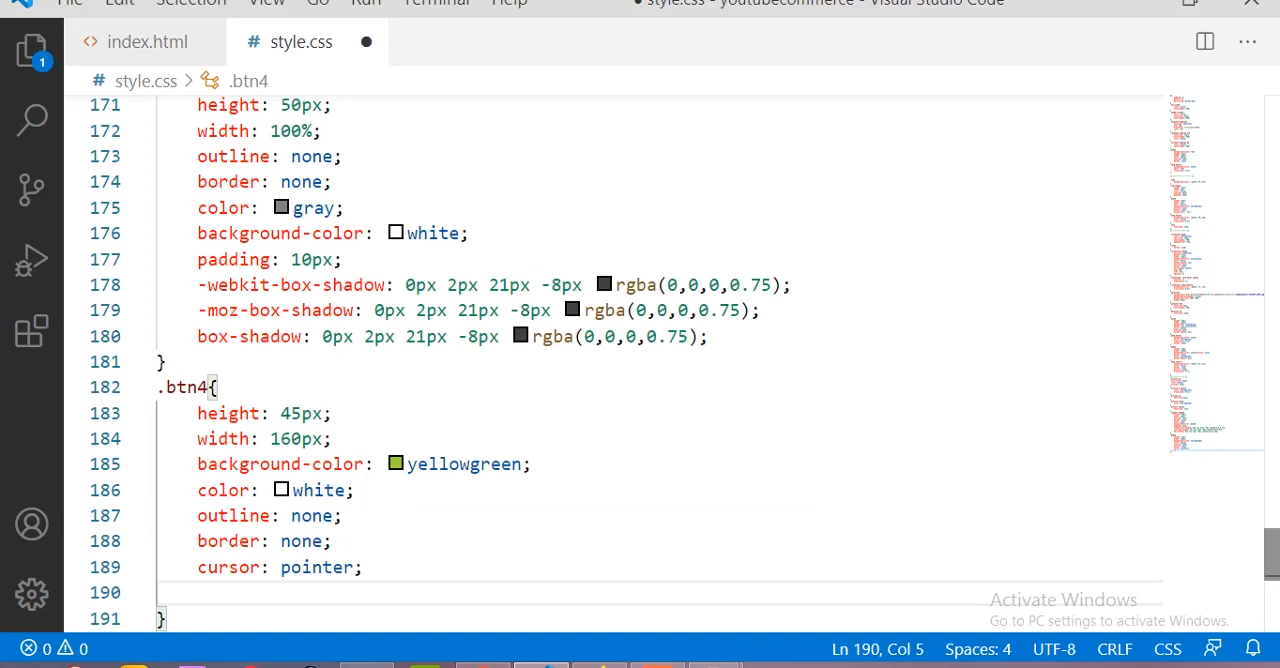 File Edit Selection View Go Run Terminal Help ● style.css - youtubecommerce - Visual Studio Code
<> index.html # style.css ●
# style.css > .btn4
171 height: 50px;
172 width: 100%;
173 outline: none;
174 border: none;
175 color: gray;
176 background-color: white;
177 padding: 10px;
178 -webkit-box-shadow: 0px 2px 21px -8px rgba(0,0,0,0.75);
179 -moz-box-shadow: 0px 2px 21px -8px rgba(0,0,0,0.75);
180 box-shadow: 0px 2px 21px -8px rgba(0,0,0,0.75);
181 }
182 .btn4{
183 height: 45px;
184 width: 160px;
185 background-color: yellowgreen;
186 color: white;
187 outline: none;
188 border: none;
189 cursor: pointer;
190
191 }
1
Activate Windows
Go to PC settings to activate Windows.
0 0 Ln 190, Col 5 Spaces: 4 UTF-8 CRLF CSS